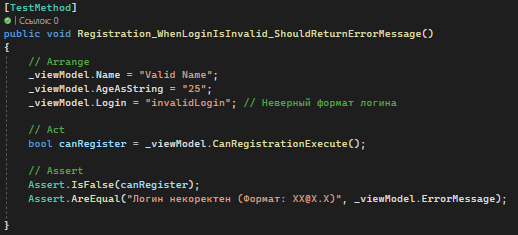 [TestMethod]
| Ссылок: 0
public void Registration_WhenLoginIsInvalid_ShouldReturnErrorMessage()
{
// Arrange
_viewModel.Name = "Valid Name";
_viewModel.AgeAsString = "25";
_viewModel.Login = "invalidLogin"; // Неверный формат логина
// Act
bool canRegister = _viewModel.CanRegistrationExecute();
// Assert
Assert.IsFalse(canRegister);
Assert.AreEqual("Логин некоректен (Формат: XX@X.X)", _viewModel.ErrorMessage);
}